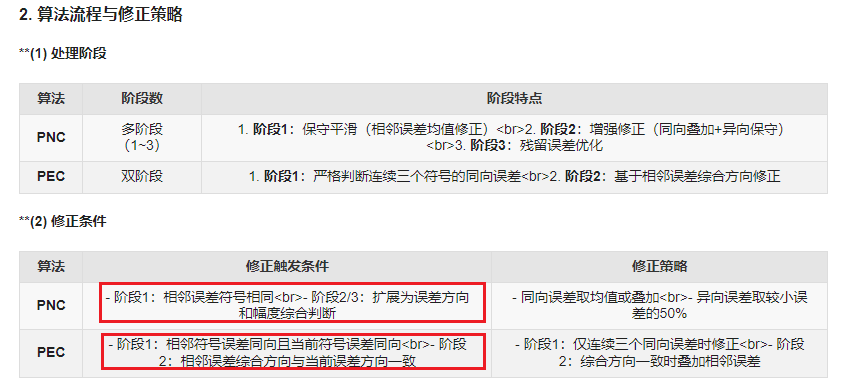 2. 算法流程与修正策略
**(1) 处理阶段
算法 阶段数 阶段特点
PNC 多阶段（1~3） 1. 阶段1：保守平滑（相邻误差均值修正）<br>2. 阶段2：增强修正（同向叠加+异向保守）
<br>3. 阶段3：残留误差优化
PEC 双阶段 1. 阶段1：严格判断连续三个符号的同向误差<br>2. 阶段2：基于相邻误差综合方向修正
**(2) 修正条件
算法 修正触发条件 修正策略
PNC
- 阶段1：相邻误差符号相同<br>- 阶段2/3：扩展为误差方向
和幅度综合判断
- 同向误差取均值或叠加<br>- 异向误差取较小误
差的50%
PEC
- 阶段1：相邻符号误差同向且当前符号误差同向<br>- 阶段
2：相邻误差综合方向与当前误差方向一致
- 阶段1：仅连续三个同向误差时修正<br>- 阶段
2：综合方向一致时叠加相邻误差